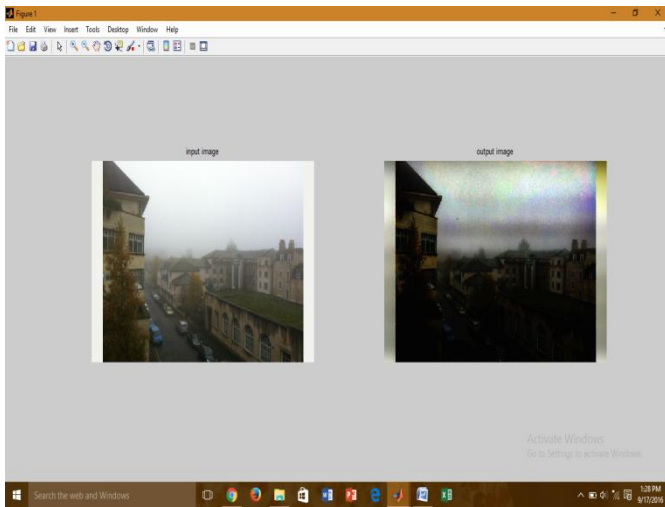 Figure 1
File Edit View Insert Tools Desktop Window Help
input image
output image
Activate Windows
Go to Settings to activate Windows.
Search the web and Windows
1:28 PM
9/17/2016